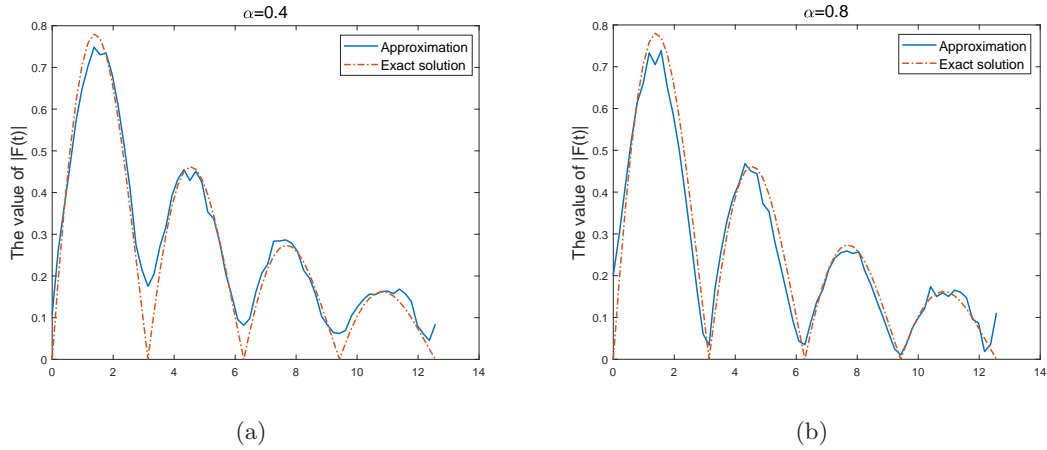 α=0.4
The value of |F(t)|
0.8
0.7
0.6
0.5
0.4
0.3
0.2
0.1
0
0 2 4 6 8 10 12 14
Approximation
Exact solution
(a)
α=0.8
The value of |F(t)|
0.8
0.7
0.6
0.5
0.4
0.3
0.2
0.1
0
0 2 4 6 8 10 12 14
Approximation
Exact solution
(b)